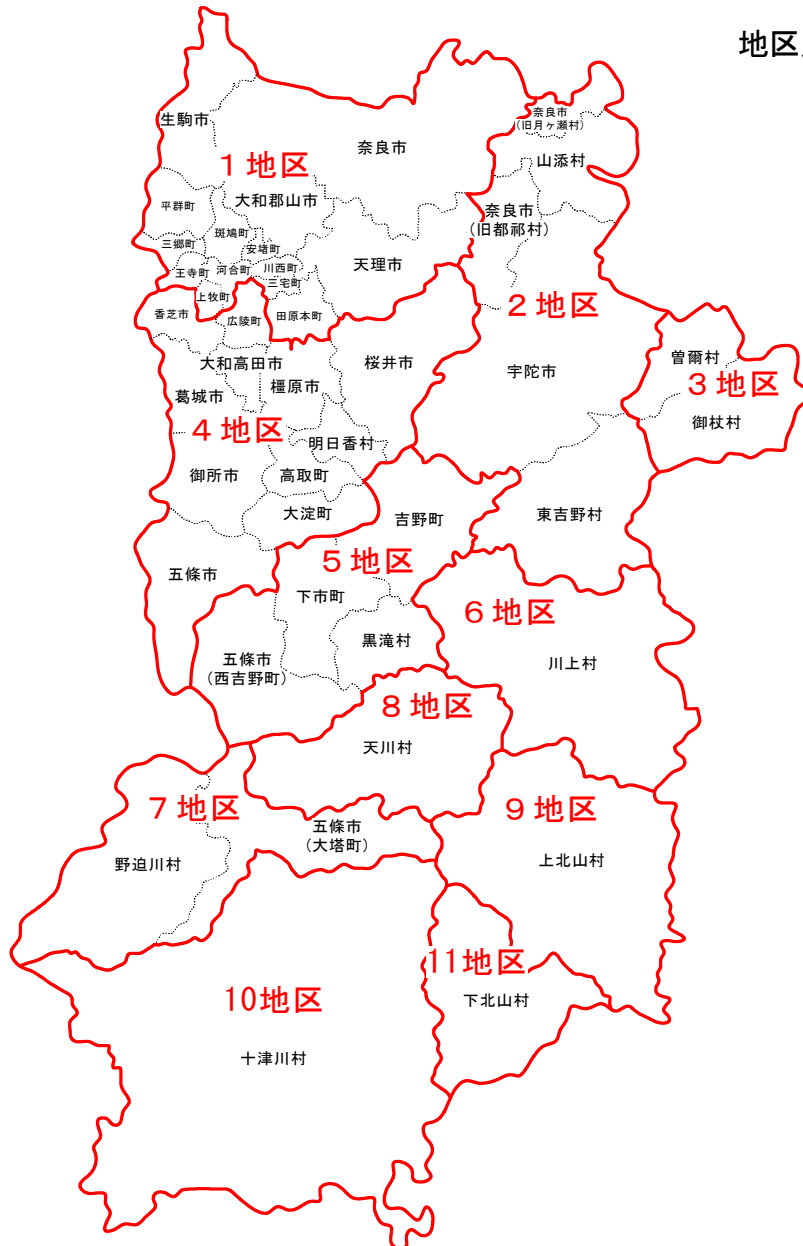 地区
奈良市
(旧月ヶ瀬村)
生駒市
奈良市
山添村
1地区
平群町
大和郡山市
奈良市
(旧都祁村)
斑鳩町
三郷町
安堵町
天理市
王寺町
河合町
川西町
三宅町
上牧町
2地区
香芝市
広陵町
田原本町
曽爾村
大和高田市
桜井市
宇陀市
3地区
葛城市
橿原市
御杖村
4地区
明日香村
御所市
高取町
大淀町
吉野町
東吉野村
5地区
五條市
下市町
6地区
黒滝村
五條市
(西吉野町)
川上村
8地区
天川村
7地区
9地区
五條市
(大塔町)
野迫川村
上北山村
11地区
10地区
下北山村
十津川村